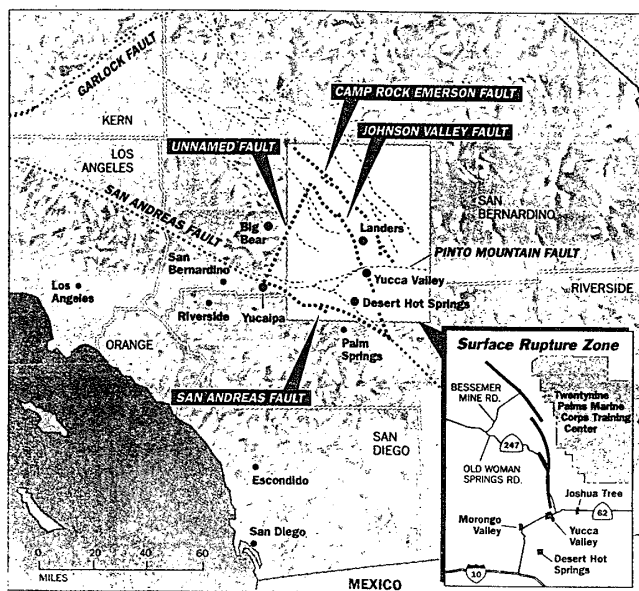 GARLOCK FAULT
CAMP ROCK EMERSON FAULT
KERN
JOHNSON VALLEY FAULT
UNNAMED FAULT
LOS
ANGELES
SAN ANDREAS FAULT
SAN
BERNARDINO
Big
Bear
Landers
San
Bernardino
PINTO MOUNTAIN FAULT
Los
Angeles
Yucca Valley
RIVERSIDE
Riverside
Yucaipa
Desert Hot Springs
ORANGE
Palm
Springs
SAN ANDREAS FAULT
SAN
DIEGO
Escondido
San Diego
0 20 40 60
MILES
MEXICO
Surface Rupture Zone
BESSEMER
MINE RD.
Twentynine
Palms Marine
Corps Training
Center
247
OLD WOMAN
SPRINGS RD.
Joshua Tree
62
Morongo
Valley
Yucca
Valley
Desert Hot
Springs
10